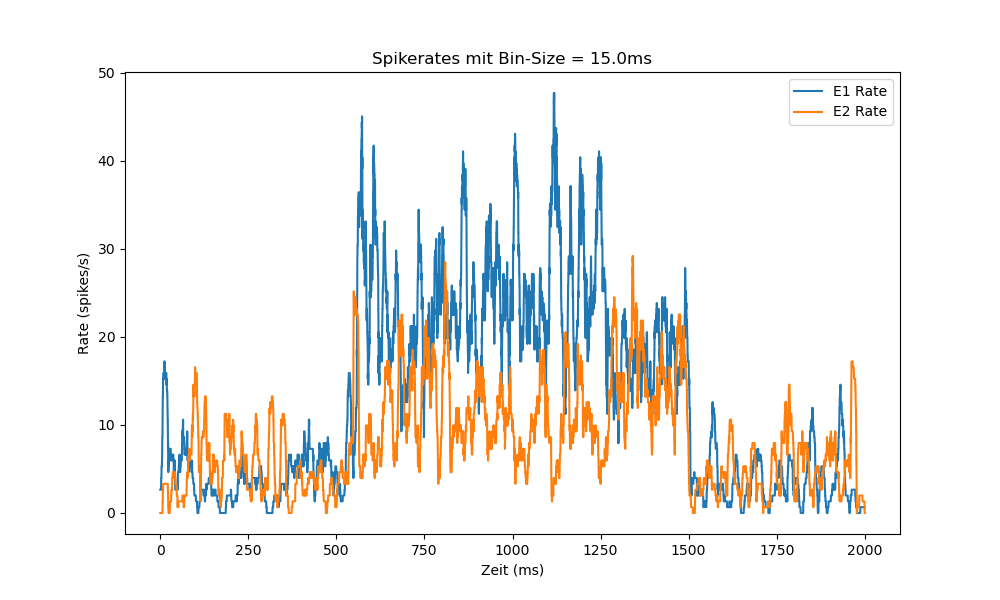 Spikerates mit Bin-Size = 15.0ms
E1 Rate
E2 Rate
50
40
30
20
10
0
Rate (spikes/s)
0 250 500 750 1000 1250 1500 1750 2000
Zeit (ms)